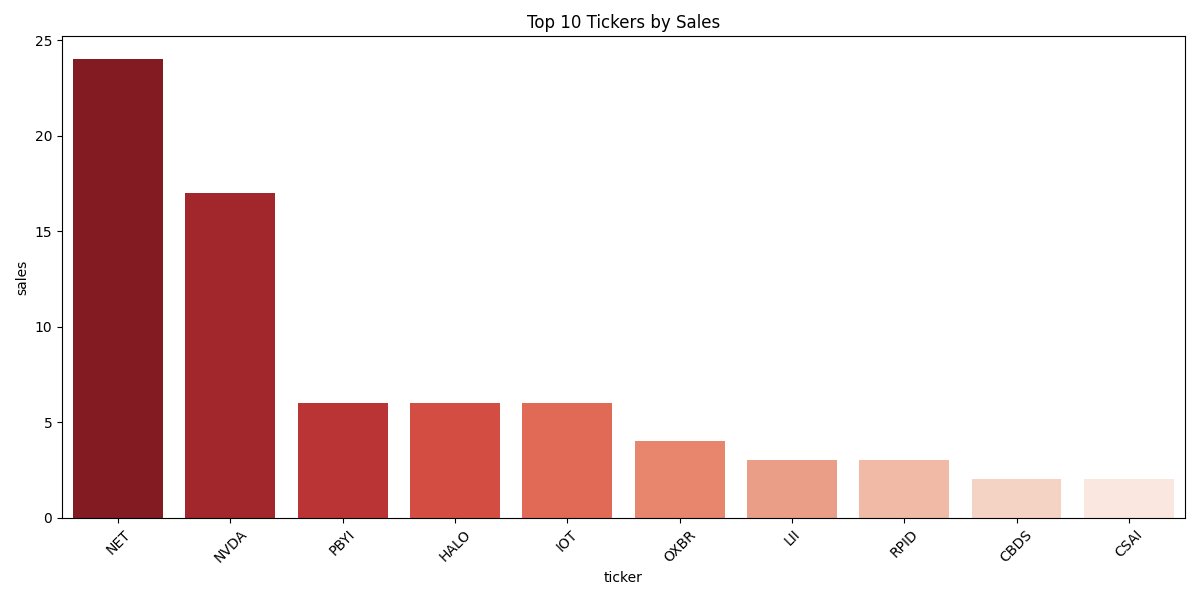 Top 10 Tickers by Sales
25
20
15
10
5
0
sales
NET
NVDA
PBYI
HALO
IOT
OXBR
LII
RPID
CBDS
CSAI
ticker